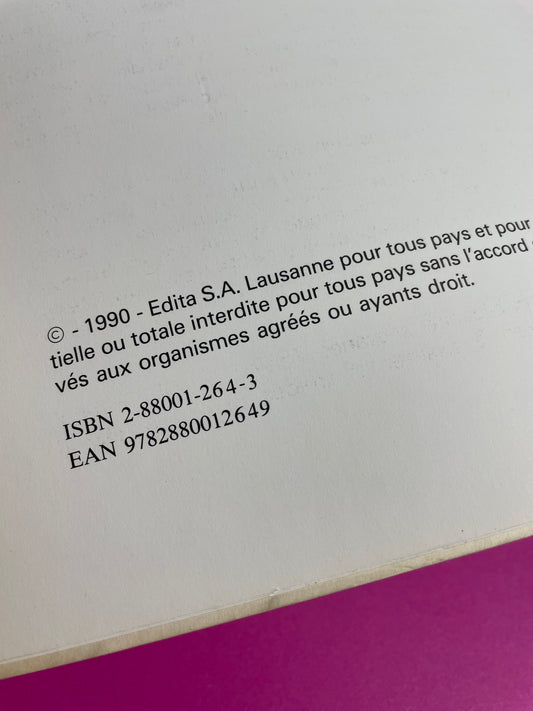 © - 1990 - Edita S.A. Lausanne pour tous pays et pour
tielle ou totale interdite pour tous pays sans l'accord
vés aux organismes agréés ou ayants droit.
ISBN 2-88001-264-3
EAN 9782880012649